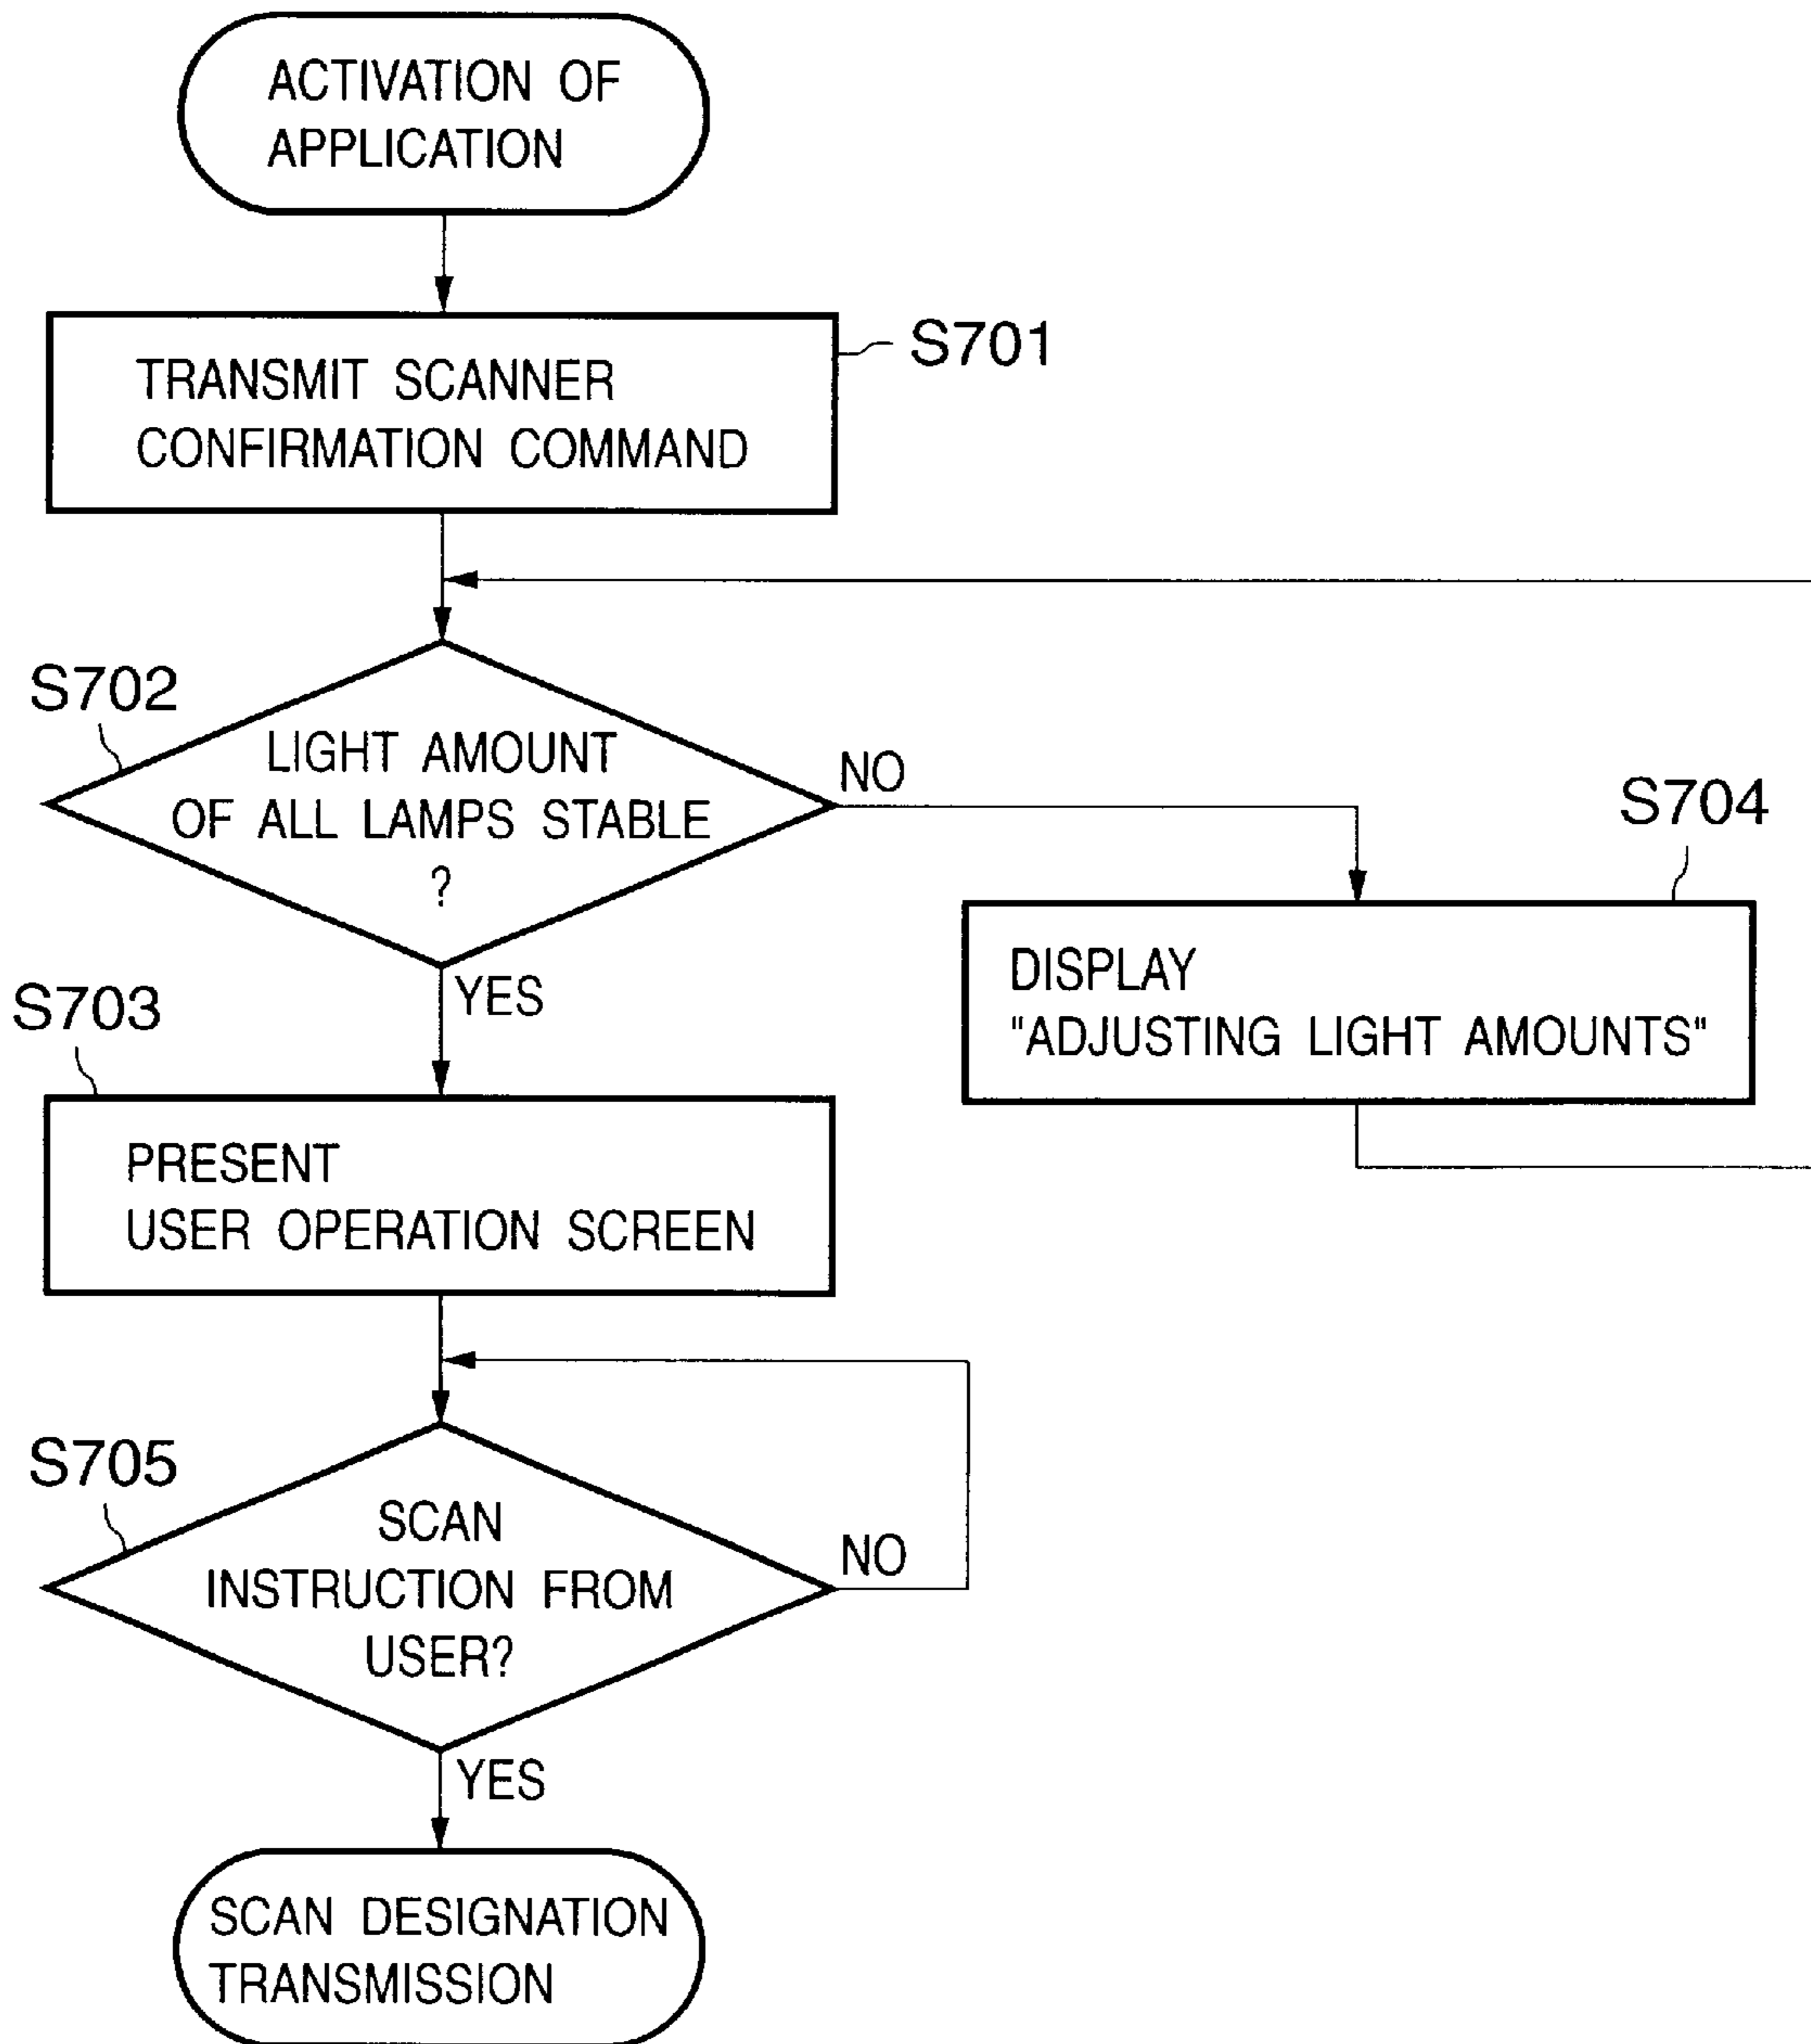 ACTIVATION OF
APPLICATION
S701
TRANSMIT SCANNER
CONFIRMATION COMMAND
S702
LIGHT AMOUNT
OF ALL LAMPS STABLE
?
NO
YES
S704
DISPLAY
"ADJUSTING LIGHT AMOUNTS"
S703
PRESENT
USER OPERATION SCREEN
S705
SCAN
INSTRUCTION FROM
USER?
NO
YES
SCAN DESIGNATION
TRANSMISSION